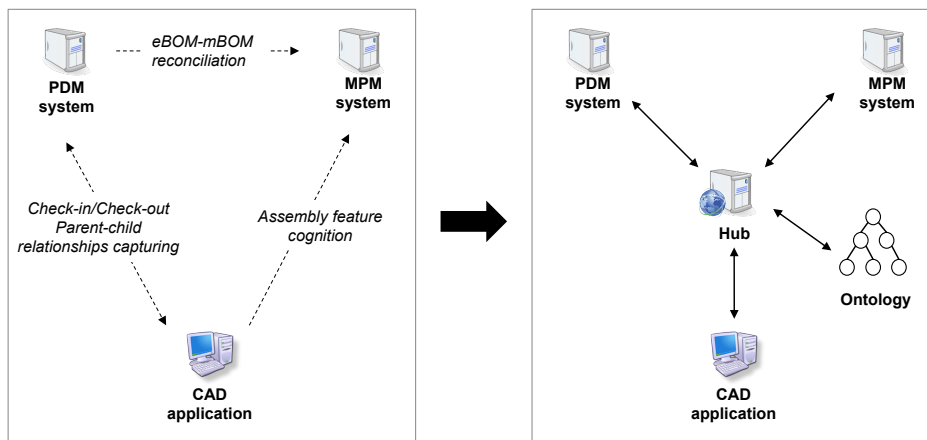 eBOM-mBOM
reconciliation
PDM
system
MPM
system
Check-in/Check-out
Parent-child
relationships capturing
Assembly feature
cognition
CAD
application
PDM
system
MPM
system
Hub
Ontology
CAD
application